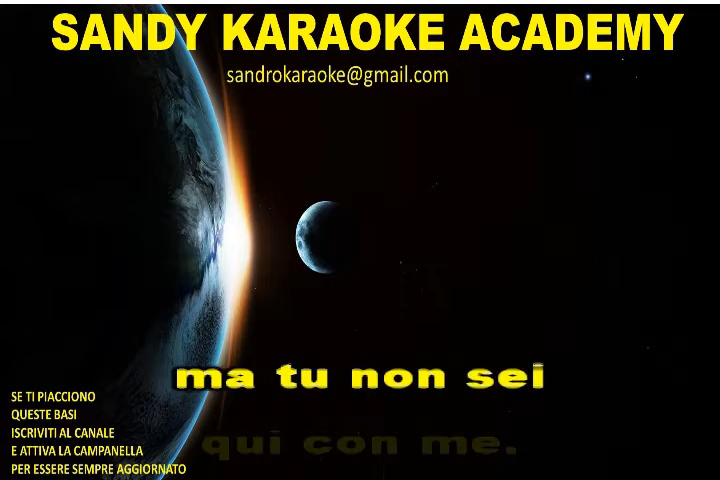 SANDY KARAOKE ACADEMY
sandrokaraoke@gmail.com
ma tu non sei
qui con me.
SE TI PIACCIONO
QUESTE BASI
ISCRIVITI AL CANALE
E ATTIVA LA CAMPANELLA
PER ESSERE SEMPRE AGGIORNATO